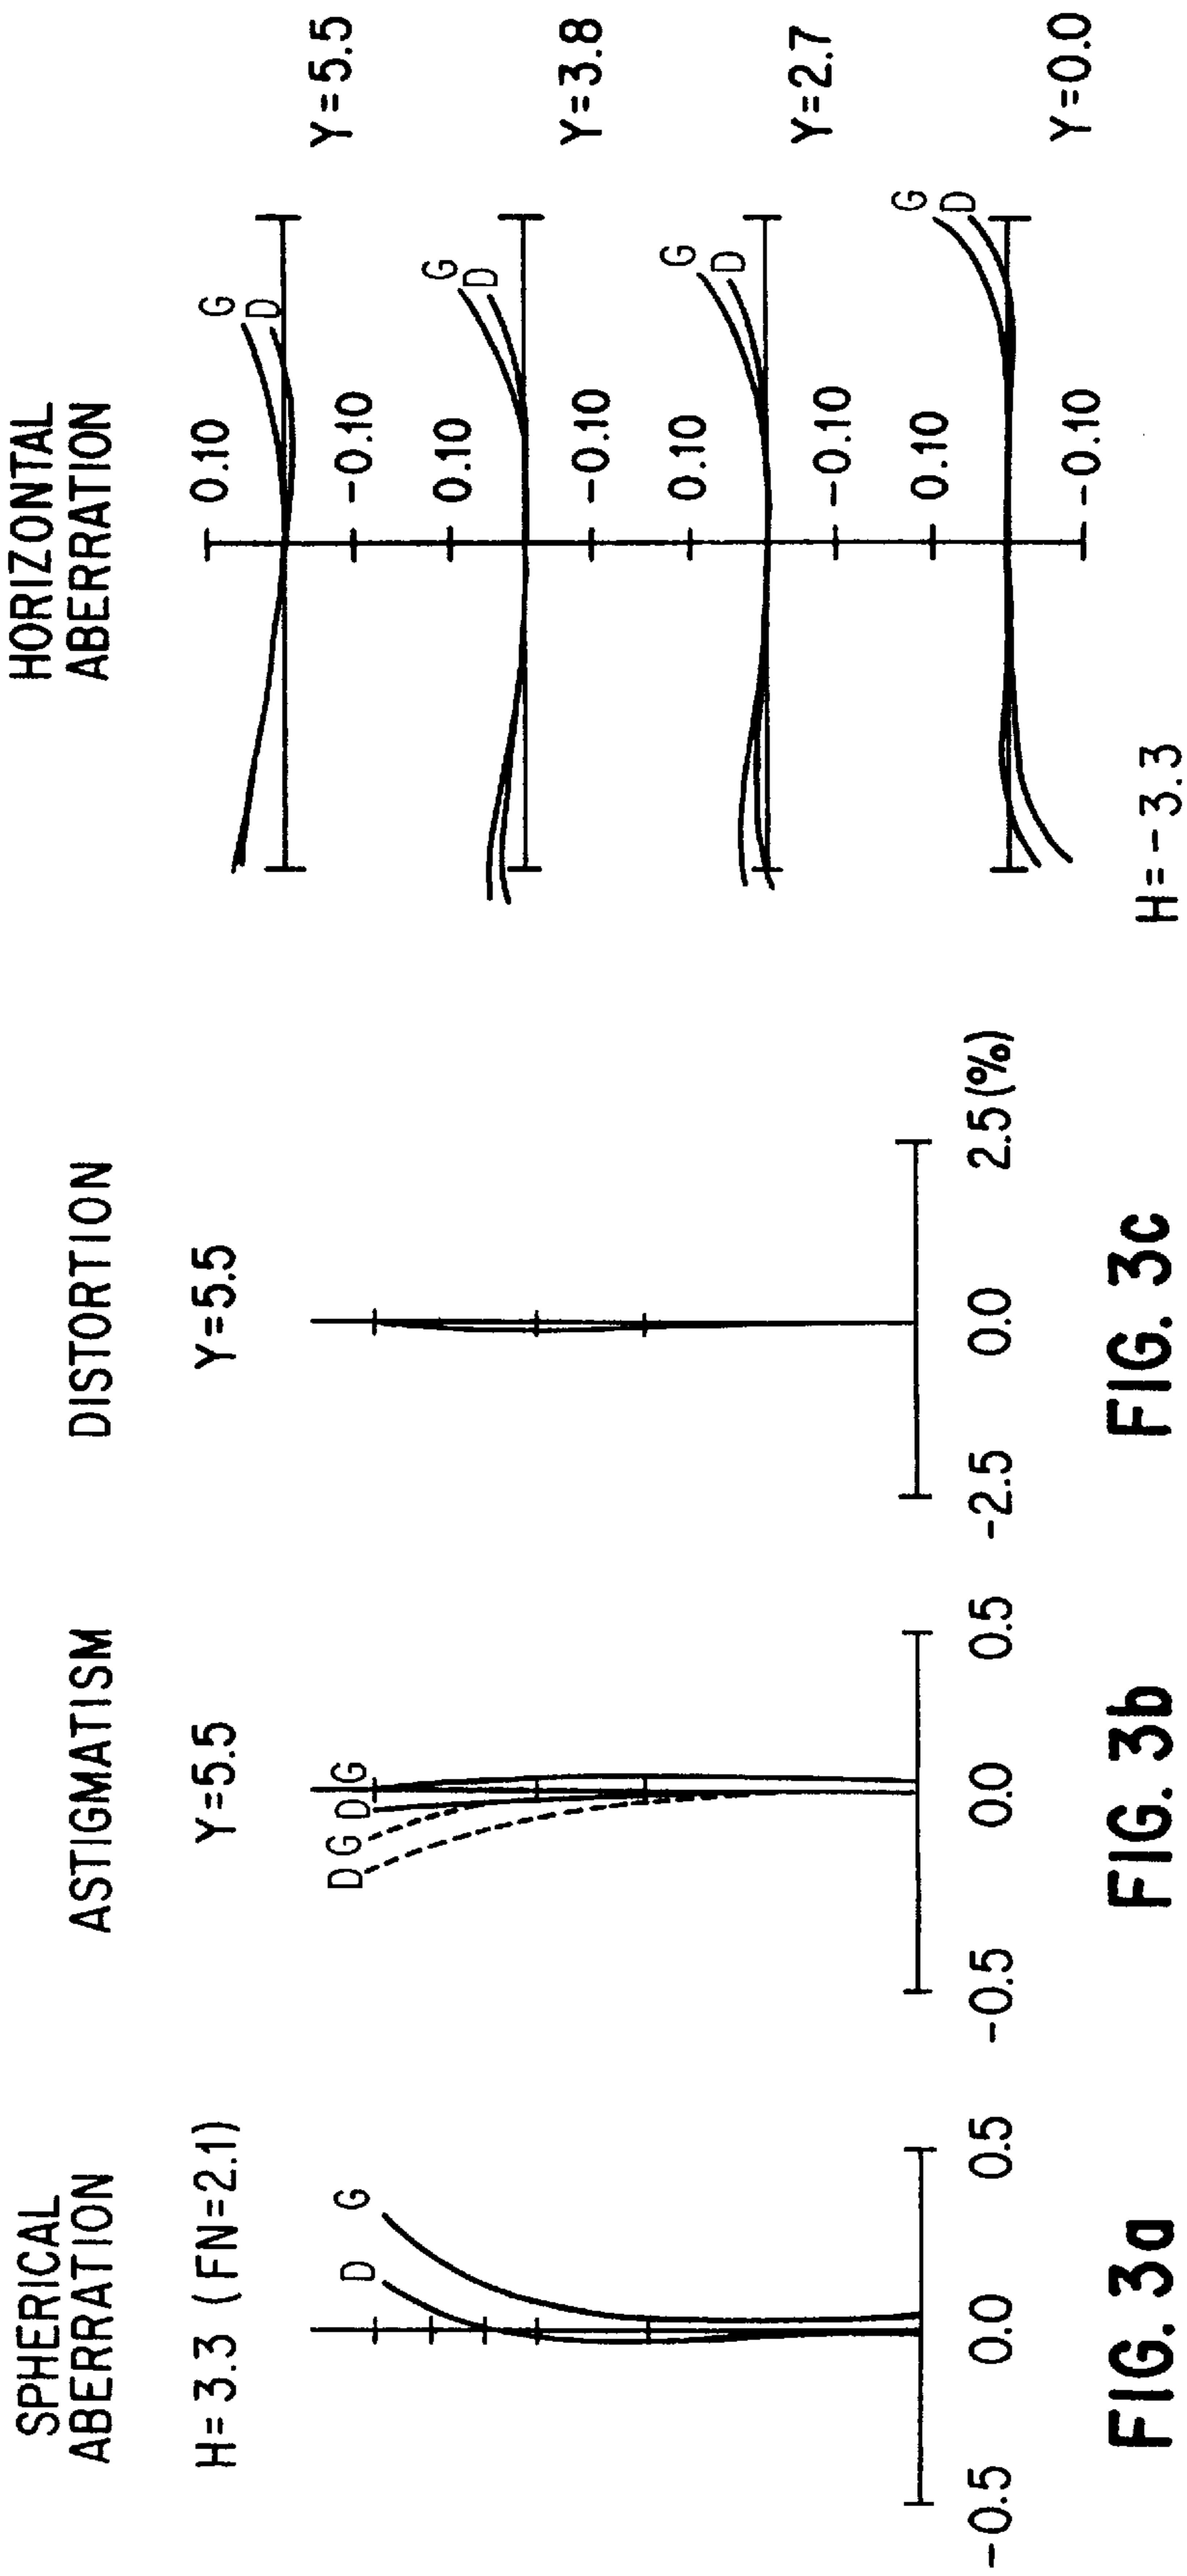 SPHERICAL
ABERRATION
H=3.3 (FN=2.1)
D
G
-0.5
0.0
0.5
FIG. 3a
ASTIGMATISM
Y=5.5
D
G
D
G
-0.5
0.0
0.5
FIG. 3b
DISTORTION
Y=5.5
-2.5
0.0
2.5(%)
FIG. 3c
HORIZONTAL
ABERRATION
0.10
G
D
-0.10
Y=5.5
0.10
G
D
-0.10
Y=3.8
0.10
G
D
-0.10
Y=2.7
0.10
G
D
-0.10
Y=0.0
H=-3.3